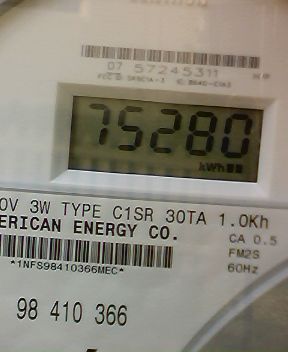 07 57245311
75280
kWh
0V 3W TYPE C1SR 30TA 1.0Kh
ERICAN ENERGY CO.
CA 0.5
FM2S
*1NFS98410366MEC*
60Hz
98 410 366